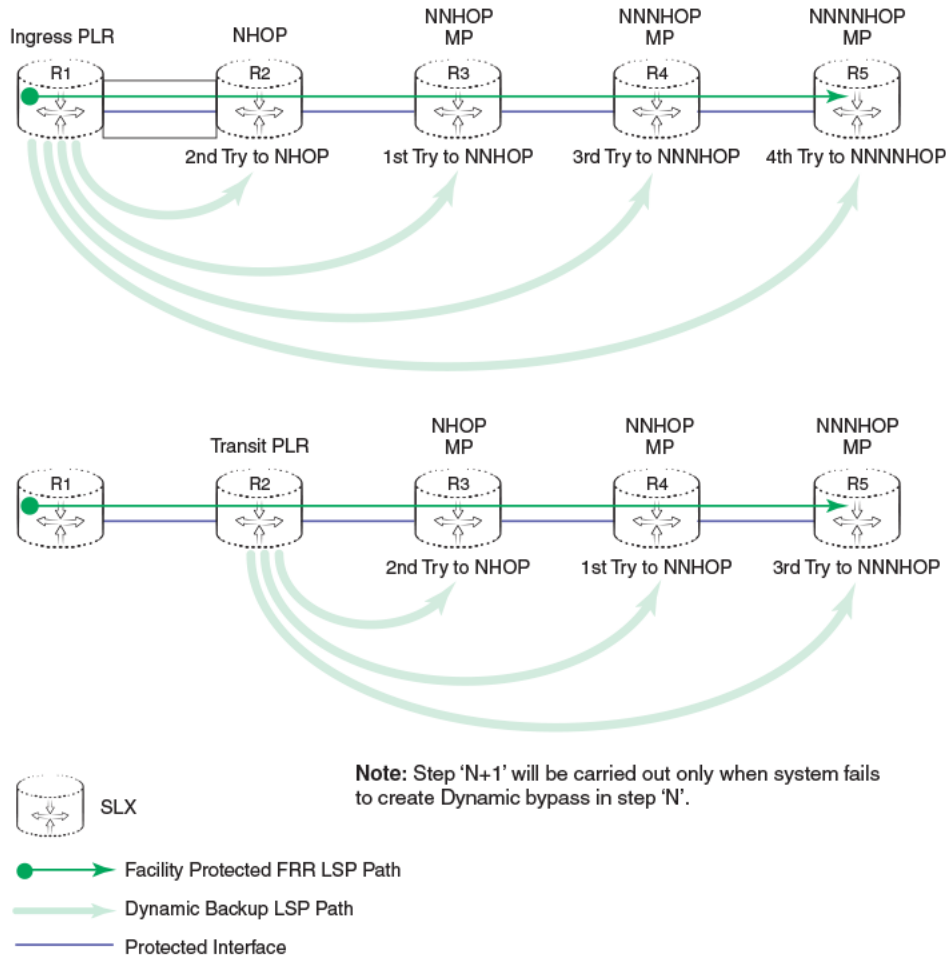 Ingress PLR
NHOP
NNHOP
MP
NNNHOP
MP
NNNNHOP
MP
R1
R2
R3
R4
R5
2nd Try to NHOP
1st Try to NNHOP
3rd Try to NNNHOP
4th Try to NNNNHOP
Transit PLR
NHOP
MP
NNHOP
MP
NNNHOP
MP
R1
R2
R3
R4
R5
2nd Try to NHOP
1st Try to NNHOP
3rd Try to NNNHOP
Note: Step ‘N+1’ will be carried out only when system fails
to create Dynamic bypass in step ‘N’.
SLX
Facility Protected FRR LSP Path
Dynamic Backup LSP Path
Protected Interface